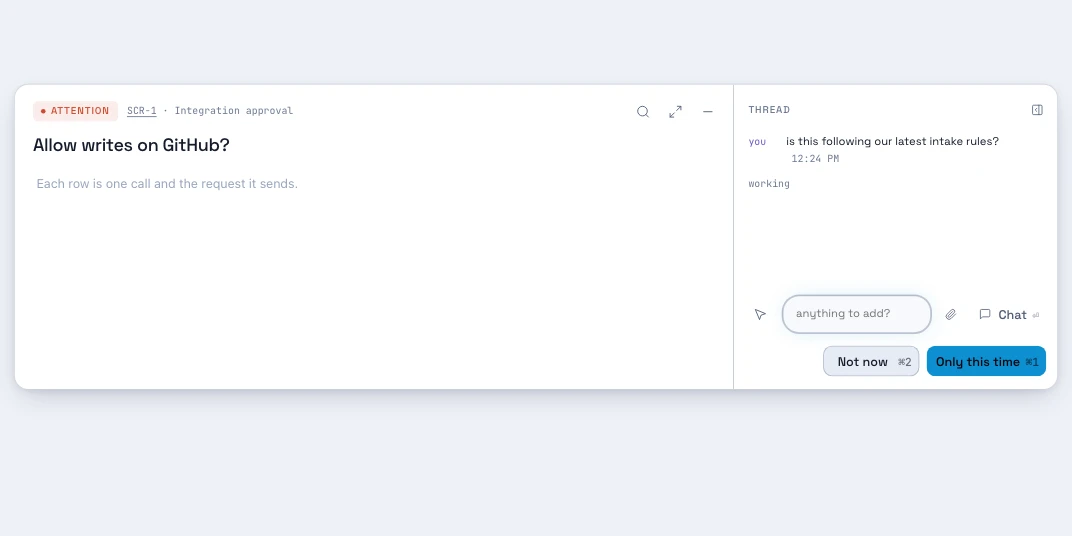 ATTENTION SCR-1 · Integration approval
Allow writes on GitHub?
Each row is one call and the request it sends.
THREAD
you is this following our latest intake rules?
12:24 PM
working
anything to add?
Chat ⏎
Not now ⌘2
Only this time ⌘1